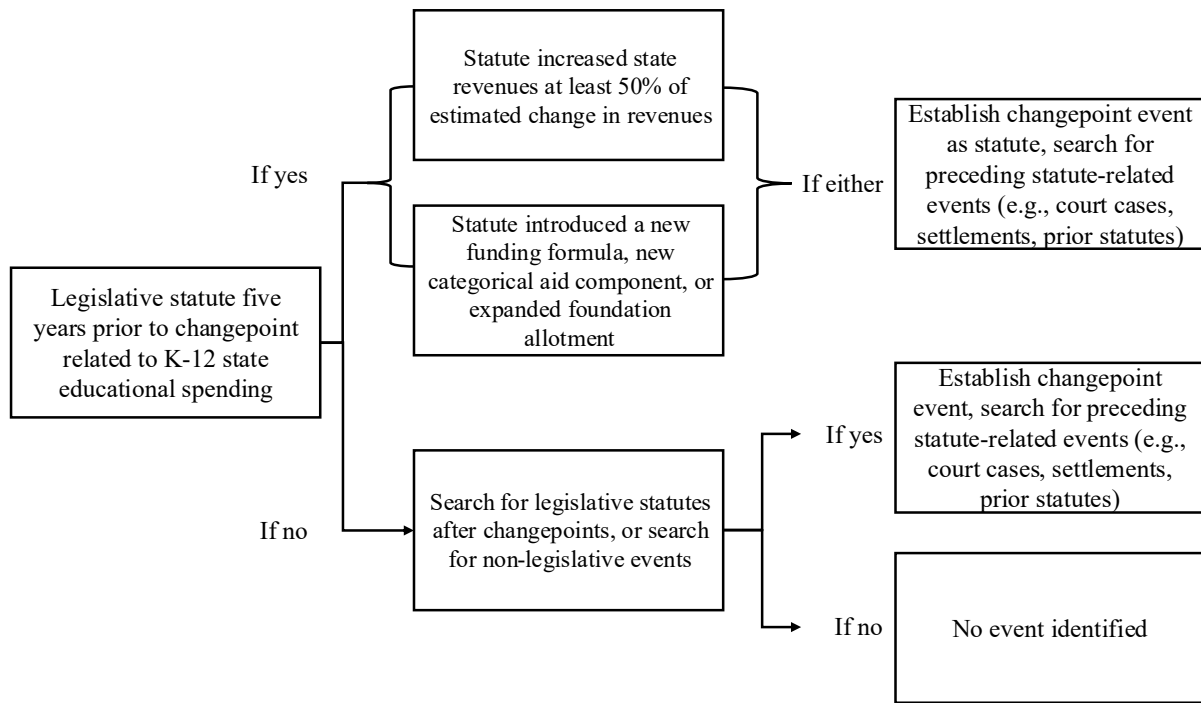 Legislative statute five
years prior to changepoint
related to K-12 state
educational spending
If yes
Statute increased state
revenues at least 50% of
estimated change in revenues
Statute introduced a new
funding formula, new
categorical aid component, or
expanded foundation
allotment
If either
Establish changepoint event
as statute, search for
preceding statute-related
events (e.g., court cases,
settlements, prior statutes)
If no
Search for legislative statutes
after changepoints, or search
for non-legislative events
If yes
Establish changepoint
event, search for preceding
statute-related events (e.g.,
court cases, settlements,
prior statutes)
If no
No event identified